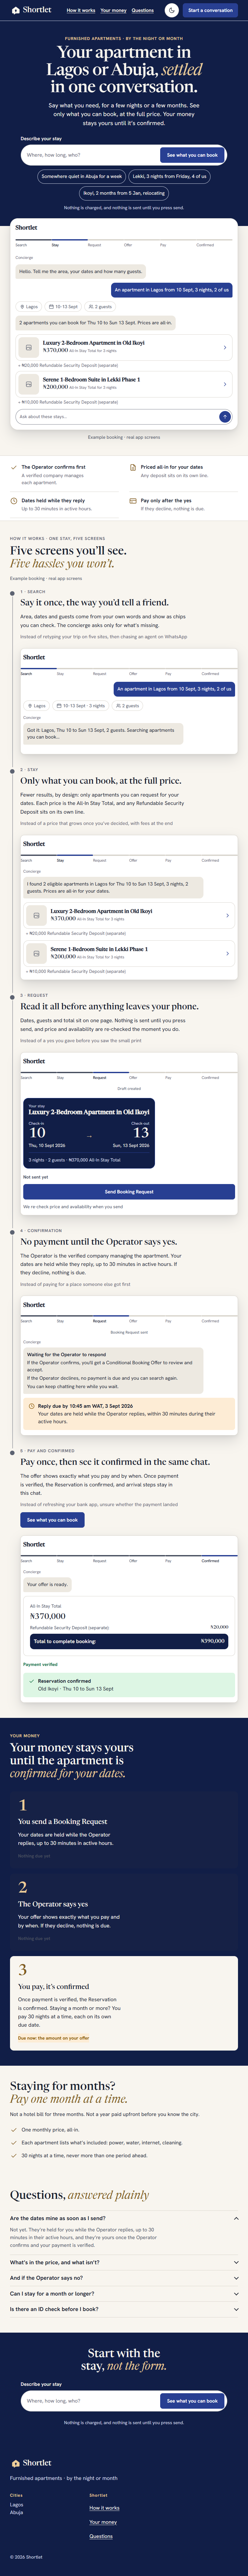 Shortlet
How it works
Your money
Questions
Start a conversation
FURNISHED APARTMENTS · BY THE NIGHT OR MONTH
Your apartment in
Lagos or Abuja, settled
in one conversation.
Say what you need, for a few nights or a few months. See
only what you can book, at the full price. Your money
stays yours until it's confirmed.
Describe your stay
Where, how long, who?
See what you can book
Somewhere quiet in Abuja for a week
Lekki, 3 nights from Friday, 4 of us
Ikoyi, 2 months from 5 Jan, relocating
Nothing is charged, and nothing is sent until you press send.
Shortlet
Search
Stay
Request
Offer
Pay
Confirmed
Concierge
Hello. Tell me the area, your dates and how many guests.
An apartment in Lagos from 10 Sept, 3 nights, 2 of us
Lagos
10-13 Sept
2 guests
2 apartments you can book for Thu 10 to Sun 13 Sept. Prices are all-in.
Luxury 2-Bedroom Apartment in Old Ikoyi
₦370,000 All-In Stay Total for 3 nights
+ ₦20,000 Refundable Security Deposit (separate)
Serene 1-Bedroom Suite in Lekki Phase 1
₦200,000 All-In Stay Total for 3 nights
+ ₦10,000 Refundable Security Deposit (separate)
Ask about these stays...
Example booking · real app screens
The Operator confirms first
A verified company manages
each apartment.
Priced all-in for your dates
Any deposit sits on its own line.
Dates held while they reply
Up to 30 minutes in active hours.
Pay only after the yes
If they decline, nothing is due.
HOW IT WORKS · ONE STAY, FIVE SCREENS
Five screens you'll see.
Five hassles you won't.
Example booking · real app screens
1 · SEARCH
Say it once, the way you'd tell a friend.
Area, dates and guests come from your own words and show as chips
you can check. The concierge asks only for what's missing.
Instead of retyping your trip on five sites, then chasing an agent on WhatsApp
Shortlet
Search
Stay
Request
Offer
Pay
Confirmed
An apartment in Lagos from 10 Sept, 3 nights, 2 of us
Lagos
10-13 Sept · 3 nights
2 guests
Concierge
Got it: Lagos, Thu 10 to Sun 13 Sept, 2 guests. Searching apartments
you can book...
2 · STAY
Only what you can book, at the full price.
Fewer results, by design: only apartments you can request for your
dates. Each price is the All-In Stay Total, and any Refundable Security
Deposit sits on its own line.
Instead of a price that grows once you've decided, with fees at the end
Shortlet
Search
Stay
Request
Offer
Pay
Confirmed
Concierge
I found 2 eligible apartments in Lagos for Thu 10 to Sun 13 Sept, 3 nights, 2
guests. Prices are all-in for your dates.
Luxury 2-Bedroom Apartment in Old Ikoyi
₦370,000 All-In Stay Total for 3 nights
+ ₦20,000 Refundable Security Deposit (separate)
Serene 1-Bedroom Suite in Lekki Phase 1
₦200,000 All-In Stay Total for 3 nights
+ ₦10,000 Refundable Security Deposit (separate)
3 · REQUEST
Read it all before anything leaves your phone.
Dates, guests and total sit on one page. Nothing is sent until you press
send, and price and availability are re-checked the moment you do.
Instead of a yes you gave before you saw the small print
Shortlet
Search
Stay
Request
Offer
Pay
Confirmed
Draft created
Your stay
Luxury 2-Bedroom Apartment in Old Ikoyi
Check-in
10
Thu, 10 Sept 2026
→
Check-out
13
Sun, 13 Sept 2026
3 nights · 2 guests · ₦370,000 All-In Stay Total
Not sent yet
Send Booking Request
We re-check price and availability when you send
4 · CONFIRMATION
No payment until the Operator says yes.
The Operator is the verified company managing the apartment. Your
dates are held while they reply, up to 30 minutes in active hours. If
they decline, nothing is due.
Instead of paying for a place someone else got first
Shortlet
Search
Stay
Request
Offer
Pay
Confirmed
Booking Request sent
Concierge
Waiting for the Operator to respond
If the Operator confirms, you'll get a Conditional Booking Offer to review and
accept.
If the Operator declines, no payment is due and you can search again.
You can keep chatting here while you wait.
Reply due by 10:45 am WAT, 3 Sept 2026
Your dates are held while the Operator replies, within 30 minutes during their
active hours.
5 · PAY AND CONFIRMED
Pay once, then see it confirmed in the same chat.
The offer shows exactly what you pay and by when. Once payment
is verified, the Reservation is confirmed, and arrival steps stay in
this chat.
Instead of refreshing your bank app, unsure whether the payment landed
See what you can book
Shortlet
Search
Stay
Request
Offer
Pay
Confirmed
Concierge
Your offer is ready.
All-In Stay Total
₦370,000
Refundable Security Deposit (separate)
₦20,000
Total to complete booking:
₦390,000
Payment verified
Reservation confirmed
Old Ikoyi · Thu 10 to Sun 13 Sept
YOUR MONEY
Your money stays yours
until the apartment is
confirmed for your dates.
1
You send a Booking Request
Your dates are held while the Operator
replies, up to 30 minutes in active hours.
Nothing due yet
2
The Operator says yes
Your offer shows exactly what you pay and
by when. If they decline, nothing is due.
Nothing due yet
3
You pay, it's confirmed
Once payment is verified, the Reservation
is confirmed. Staying a month or more? You
pay 30 nights at a time, each on its own
due date.
Due now: the amount on your offer
Staying for months?
Pay one month at a time.
Not a hotel bill for three months. Not a year paid upfront before you know the city.
One monthly price, all in.
Each apartment lists what's included: power, water, internet, cleaning.
30 nights at a time, never more than one period ahead.
Questions, answered plainly
Are the dates mine as soon as I send?
Not yet. They're held for you while the Operator replies, up to 30
minutes in their active hours, and they're yours once the Operator
confirms and your payment is verified.
What's in the price, and what isn't?
And if the Operator says no?
Can I stay for a month or longer?
Is there an ID check before I book?
Start with the
stay, not the form.
Describe your stay
Where, how long, who?
See what you can book
Nothing is charged, and nothing is sent until you press send.
Shortlet
Furnished apartments · by the night or month
Cities
Lagos
Abuja
Shortlet
How it works
Your money
Questions
© 2026 Shortlet